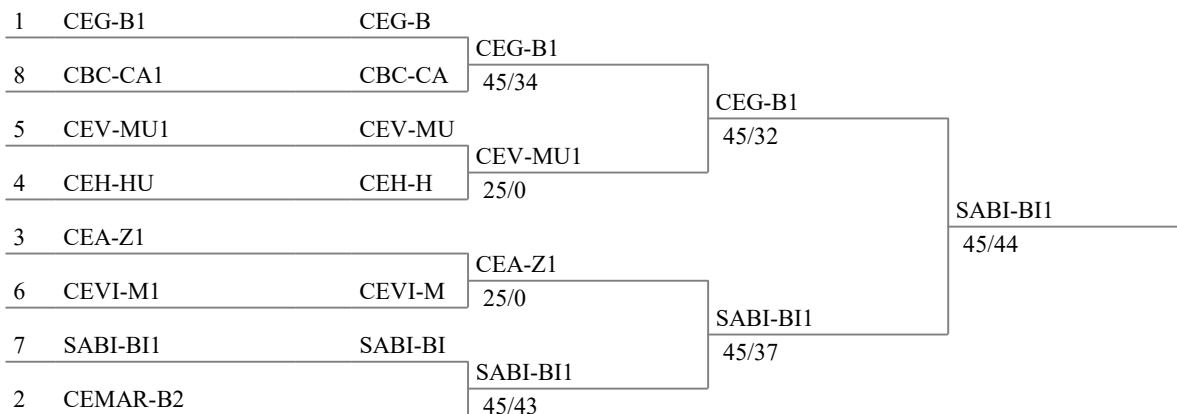 1 CEG-B1 CEG-B
CEG-B1
8 CBC-CA1 CBC-CA 45/34
CEG-B1
5 CEV-MU1 CEV-MU 45/32
CEV-MU1
4 CEH-HU CEH-H 25/0
SABI-BI1
3 CEA-Z1 45/44
CEA-Z1
6 CEVI-M1 CEVI-M 25/0
SABI-BI1
7 SABI-BI1 SABI-BI 45/37
SABI-BI1
2 CEMAR-B2 45/43